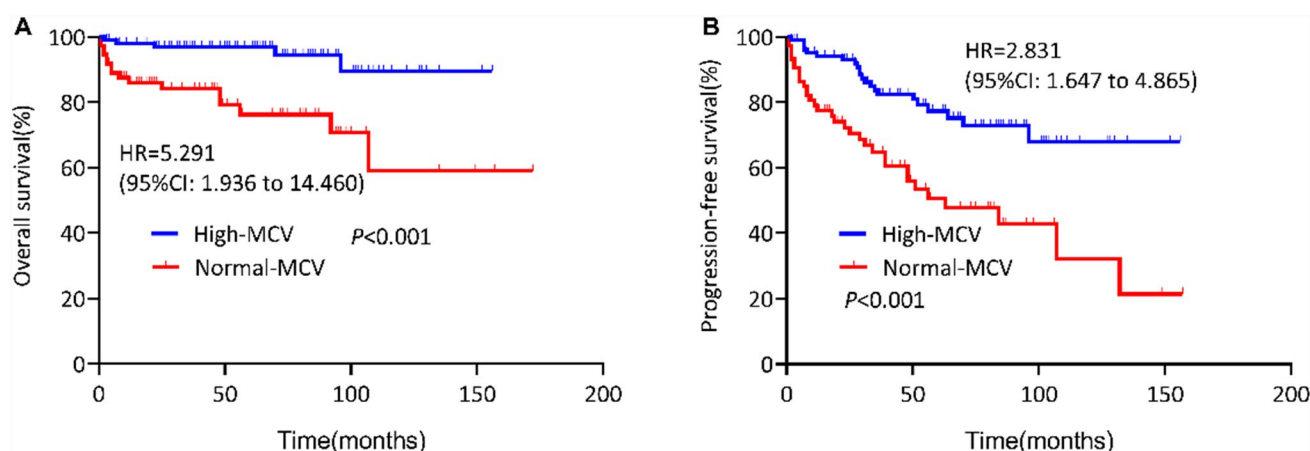 A
Overall survival(%)
100
80
60
40
20
0
HR=5.291
(95%CI: 1.936 to 14.460)
High-MCV
P<0.001
Normal-MCV
0 50 100 150 200
Time(months)
B
Progression-free survival(%)
100
80
60
40
20
0
HR=2.831
(95%CI: 1.647 to 4.865)
High-MCV
Normal-MCV
P<0.001
0 50 100 150 200
Time(months)